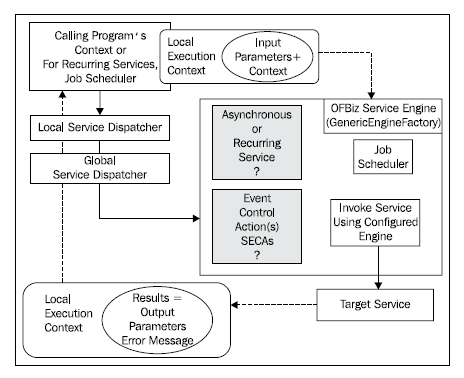 Calling Program's
Context or
For Recurring Services,
Job Scheduler
Local
Execution
Context
Input
Parameters+
Context
Local Service Dispatcher
Global
Service Dispatcher
Asynchronous
or
Recurring
Service
?
OFBiz Service Engine
(GenericEngineFactory)
Job
Scheduler
Event
Control
Action(s)
SECAs
?
Invoke Service
Using Configured
Engine
Target Service
Local
Execution
Context
Results =
Output
Parameters
Error Message